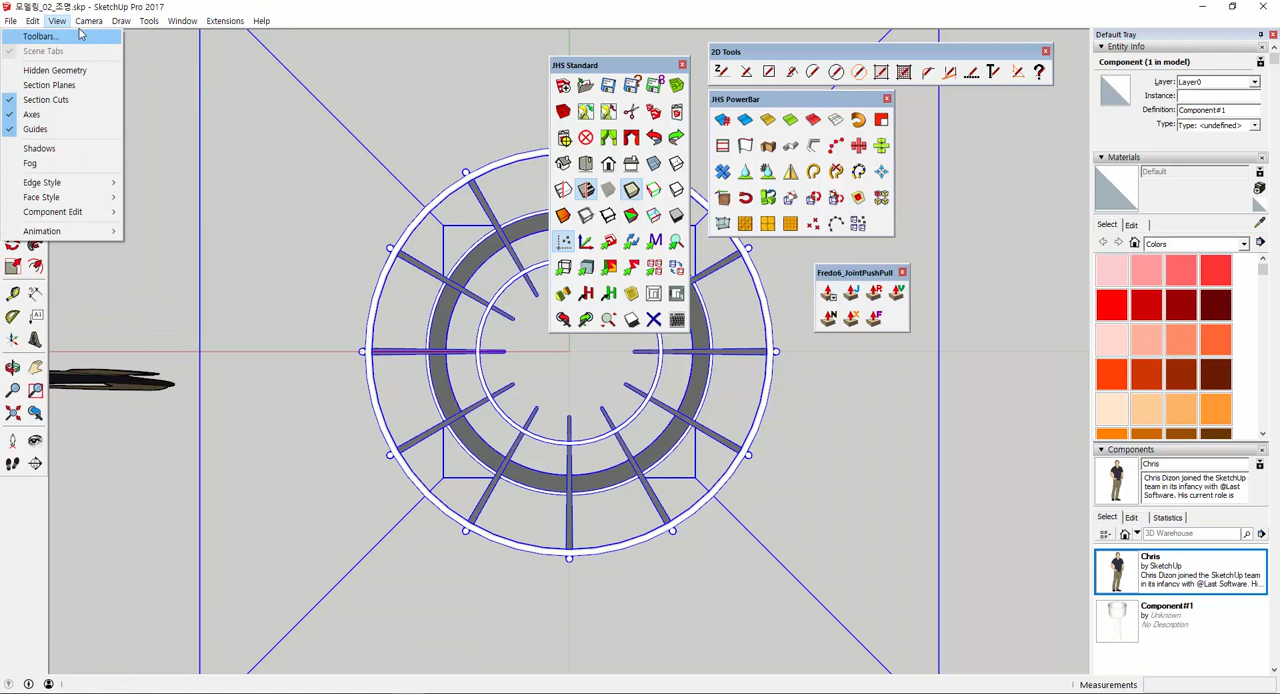 모델링_02_조명.skp - SketchUp Pro 2017
File Edit View Camera Draw Tools Window Extensions Help
Toolbars...
Scene Tabs
Hidden Geometry
Section Planes
Section Cuts
Axes
Guides
Shadows
Fog
Edge Style
Face Style
Component Edit
Animation
JHS Standard
2D Tools
JHS PowerBar
Fredo6_JointPushPull
Default Tray
Entity Info
Component (1 in model)
Layer: Layer0
Instance:
Definition: Component#1
Type: Type: <undefined>
Materials
Default
Select Edit
Colors
Components
Chris
by SketchUp
Chris Dizon joined the SketchUp
team in its infancy with @Last
Software. His current role is
Select Edit Statistics
3D Warehouse
Chris
by SketchUp
Chris Dizon joined the SketchUp team
in its infancy with @Last Software. Hi...
Component#1
by Unknown
No Description
Measurements